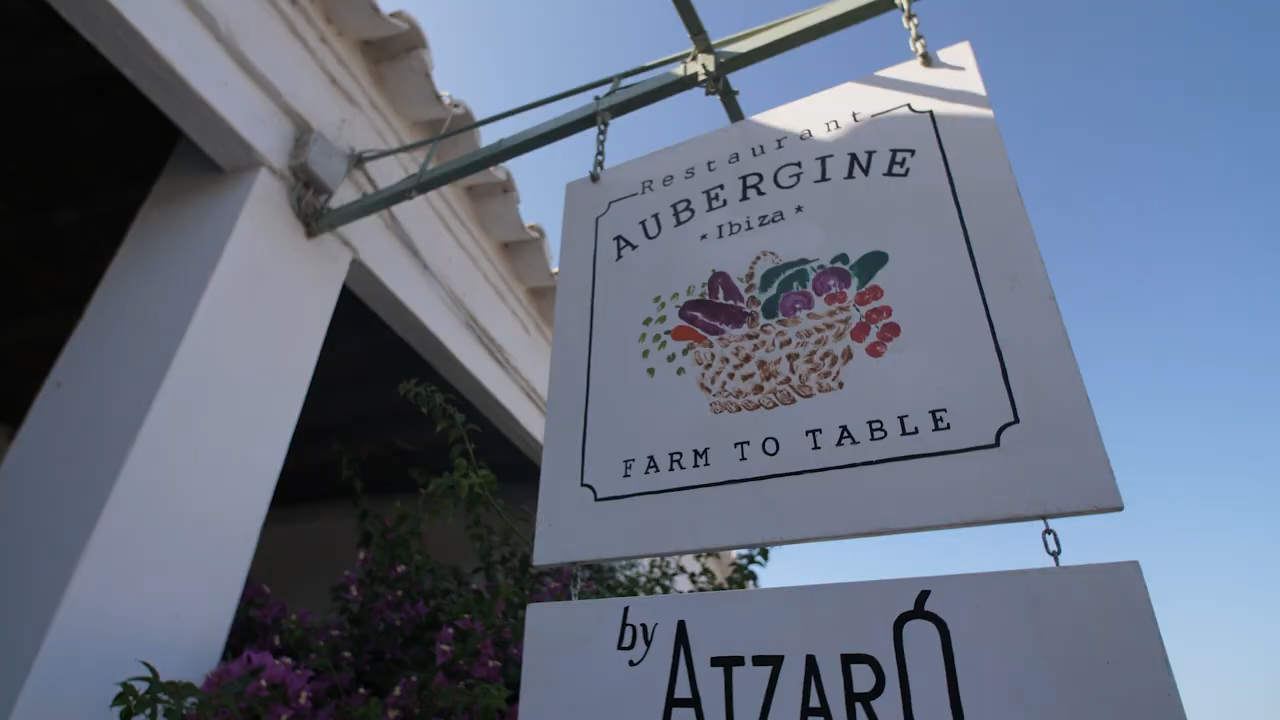 Restaurant
AUBERGINE
*Ibiza*
FARM TO TABLE
by ATZARÓ